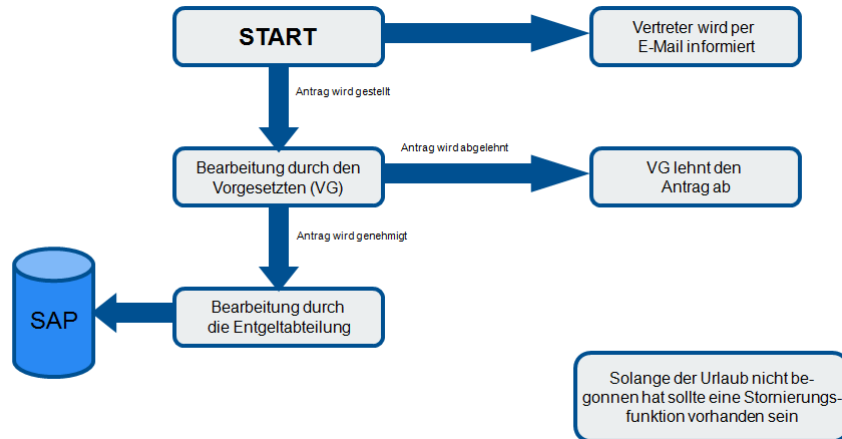 START
Vertreter wird per
E-Mail informiert
Antrag wird gestellt
Bearbeitung durch den
Vorgesetzten (VG)
Antrag wird abgelehnt
VG lehnt den
Antrag ab
Antrag wird genehmigt
SAP
Bearbeitung durch
die Entgeltabteilung
Solange der Urlaub nicht be-
gonnen hat sollte eine Stornierungs-
funktion vorhanden sein